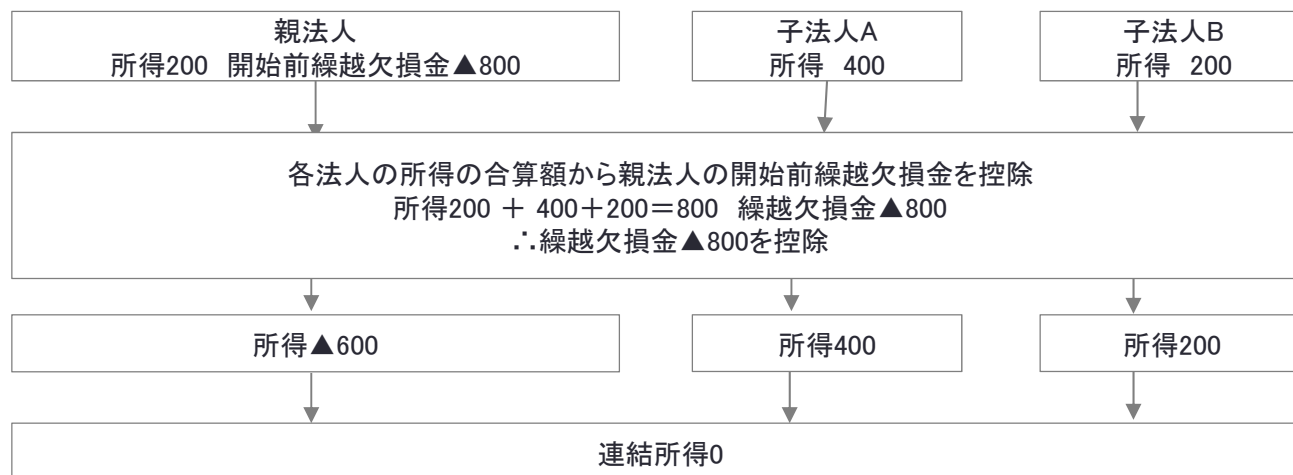 親法人
所得200 開始前繰越欠損金▲800
子法人A
所得 400
子法人B
所得 200
各法人の所得の合算額から親法人の開始前繰越欠損金を控除
所得200 + 400+200=800 繰越欠損金▲800
∴繰越欠損金▲800を控除
所得▲600
所得400
所得200
連結所得0